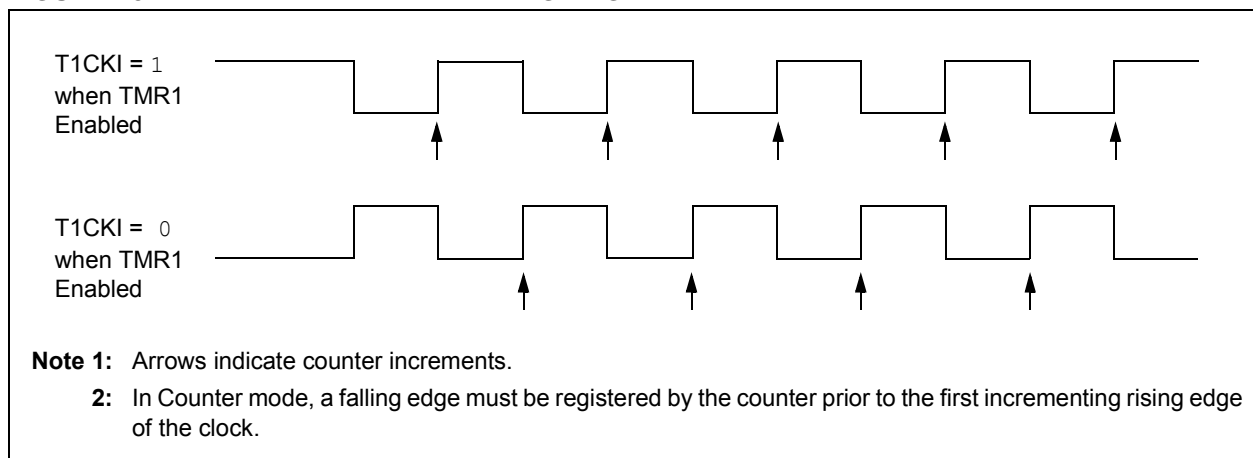 T1CKI = 1
when TMR1
Enabled
T1CKI = 0
when TMR1
Enabled
Note 1: Arrows indicate counter increments.
2: In Counter mode, a falling edge must be registered by the counter prior to the first incrementing rising edge
of the clock.